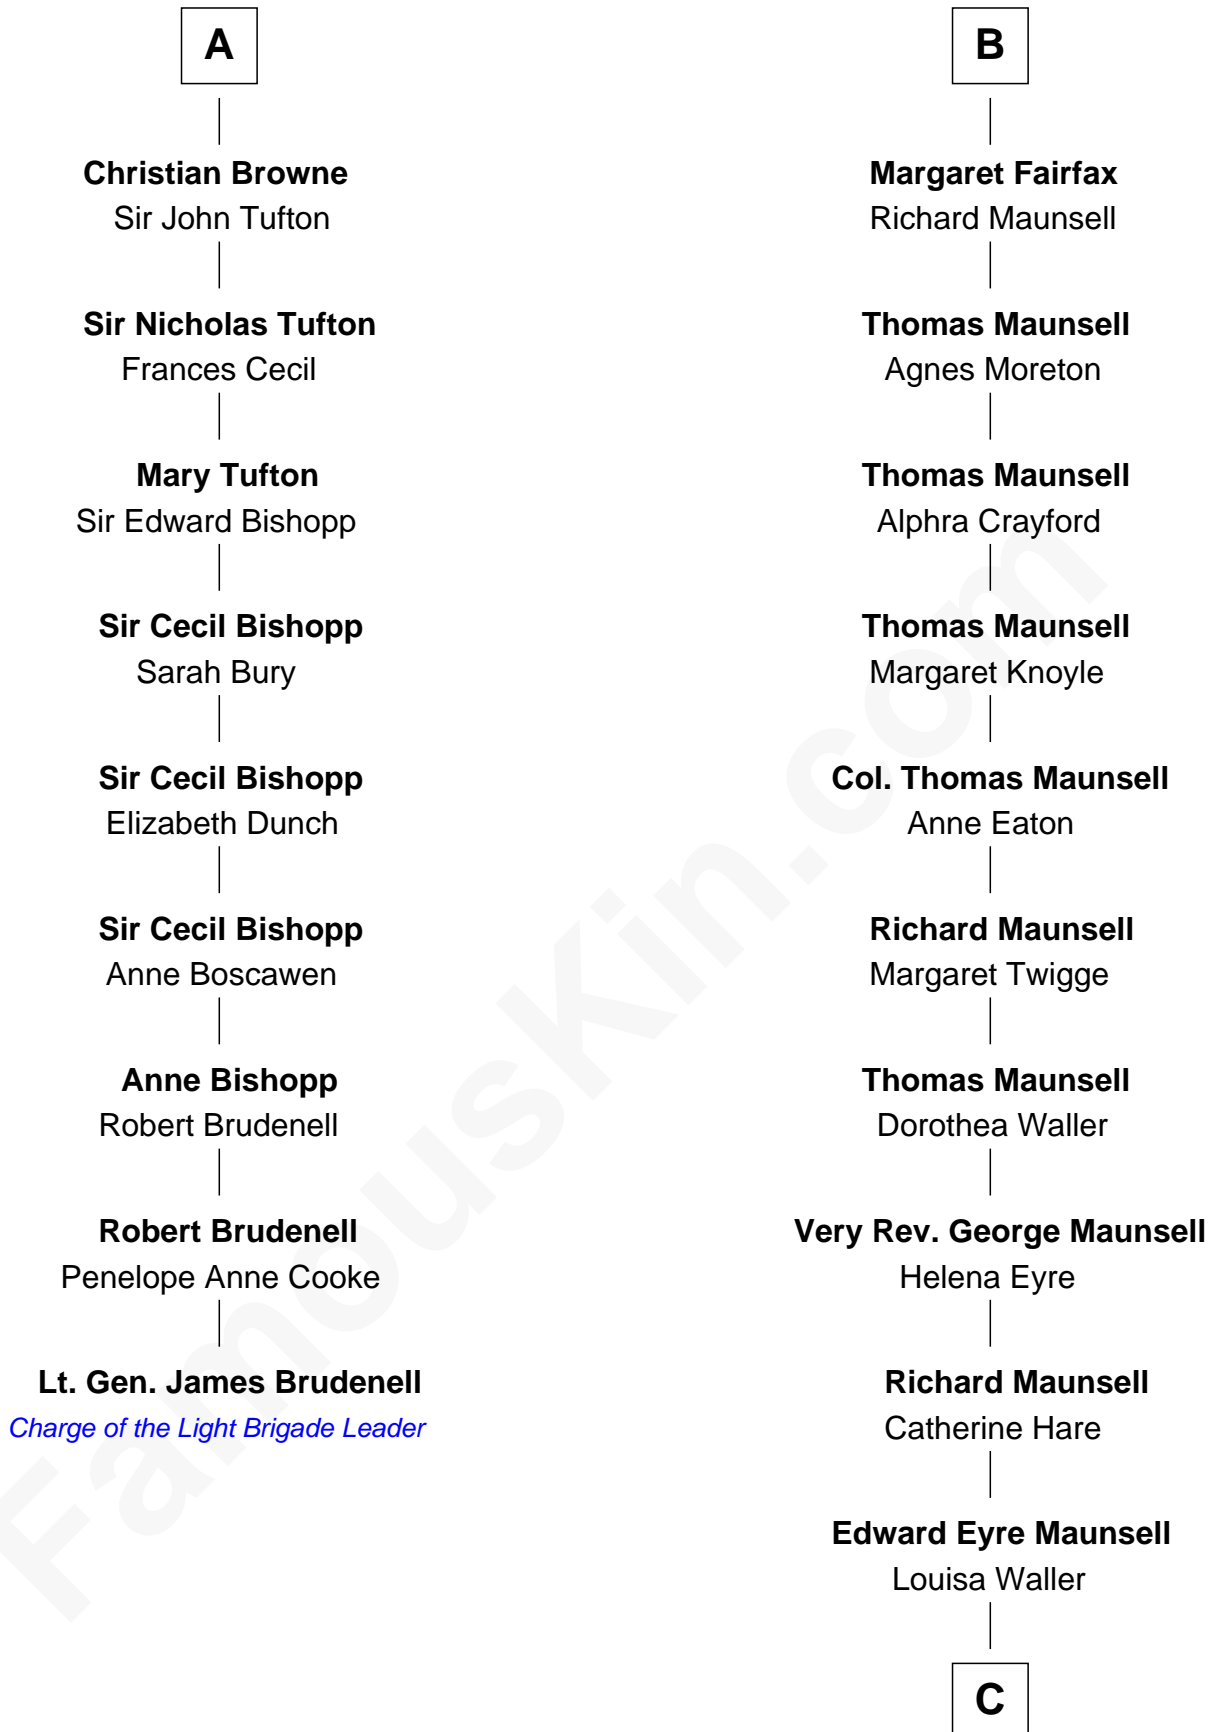 A
Christian Browne
Sir John Tufton
Sir Nicholas Tufton
Frances Cecil
Mary Tufton
Sir Edward Bishopp
Sir Cecil Bishopp
Sarah Bury
Sir Cecil Bishopp
Elizabeth Dunch
Sir Cecil Bishopp
Anne Boscawen
Anne Bishopp
Robert Brudenell
Robert Brudenell
Penelope Anne Cooke
Lt. Gen. James Brudenell
Charge of the Light Brigade Leader
B
Margaret Fairfax
Richard Maunsell
Thomas Maunsell
Agnes Moreton
Thomas Maunsell
Alphra Crayford
Thomas Maunsell
Margaret Knoyle
Col. Thomas Maunsell
Anne Eaton
Richard Maunsell
Margaret Twigge
Thomas Maunsell
Dorothea Waller
Very Rev. George Maunsell
Helena Eyre
Richard Maunsell
Catherine Hare
Edward Eyre Maunsell
Louisa Waller
C
FamousKin.com